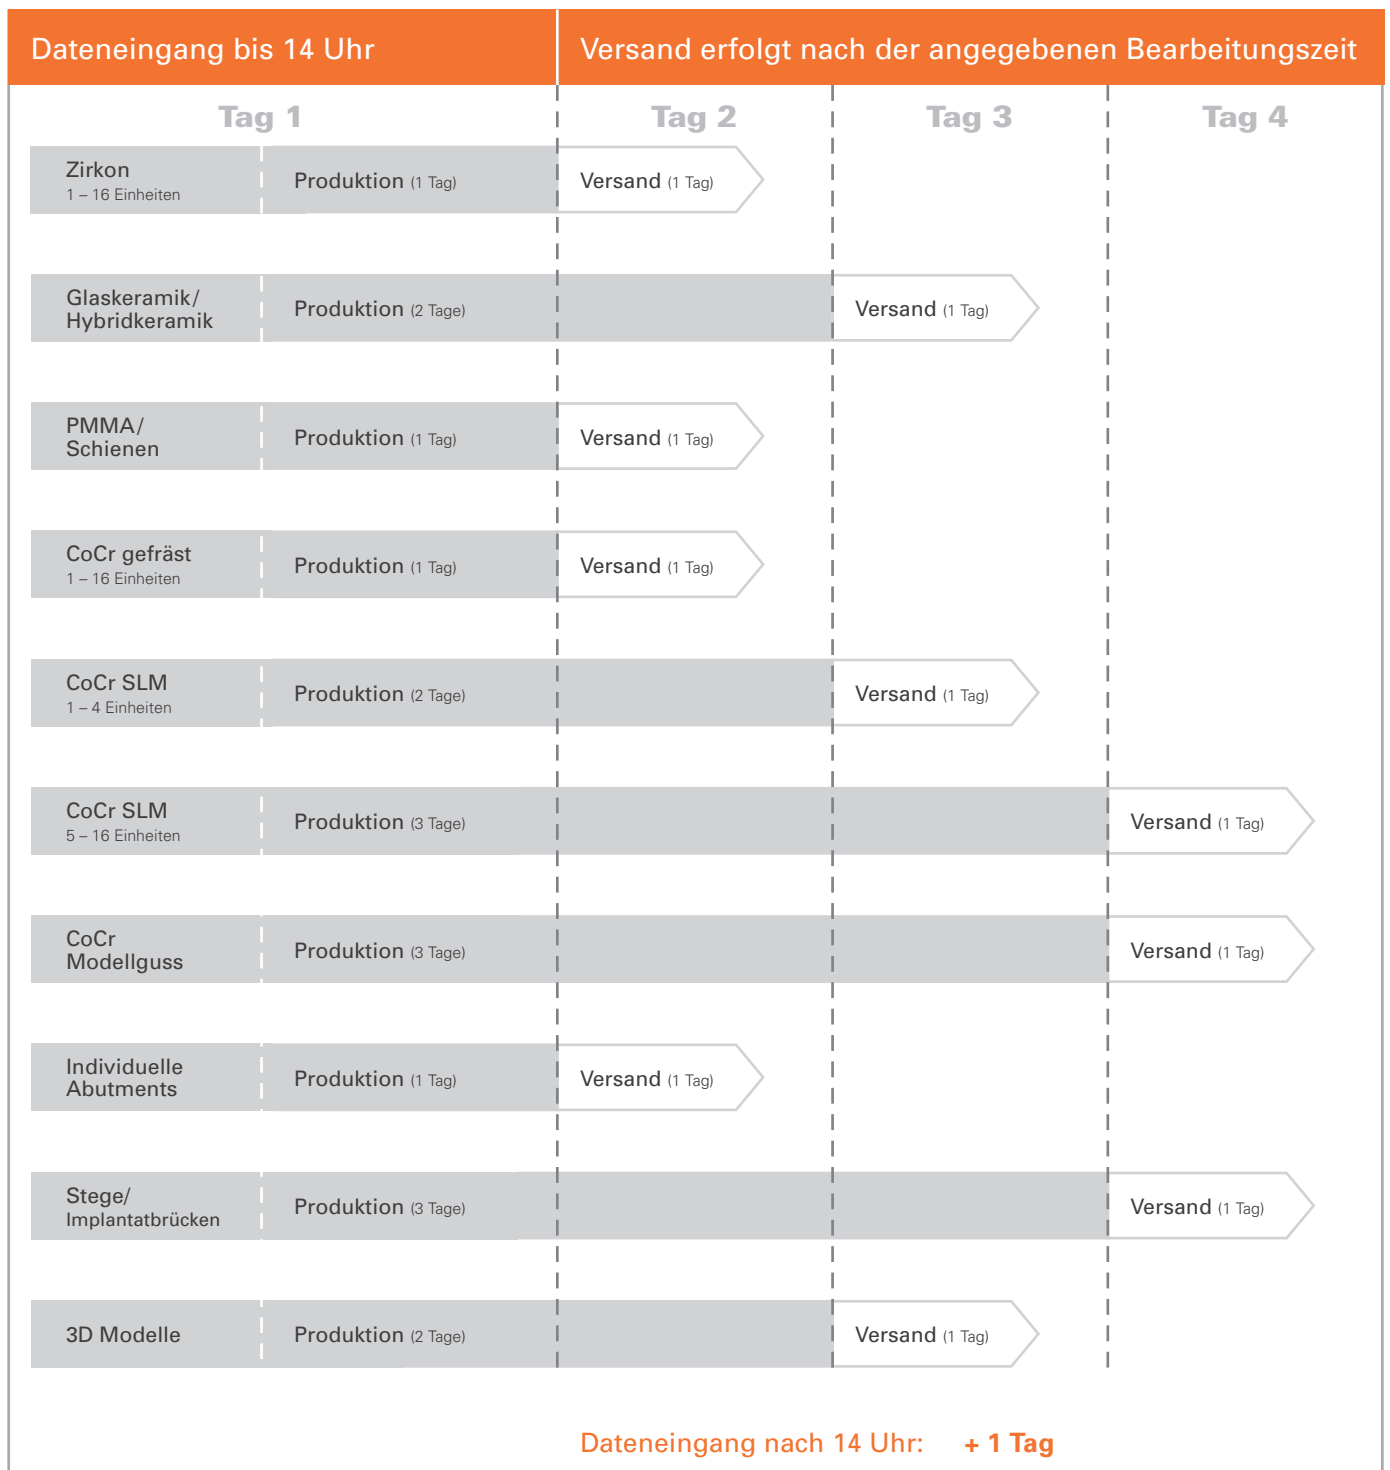 Dateneingang bis 14 Uhr
Versand erfolgt nach der angegebenen Bearbeitungszeit
Tag 1
Tag 2
Tag 3
Tag 4
Zirkon
1 – 16 Einheiten
Produktion (1 Tag)
Versand (1 Tag)
Glaskeramik/
Hybridkeramik
Produktion (2 Tage)
Versand (1 Tag)
PMMA/
Schienen
Produktion (1 Tag)
Versand (1 Tag)
CoCr gefräst
1 – 16 Einheiten
Produktion (1 Tag)
Versand (1 Tag)
CoCr SLM
1 – 4 Einheiten
Produktion (2 Tage)
Versand (1 Tag)
CoCr SLM
5 – 16 Einheiten
Produktion (3 Tage)
Versand (1 Tag)
CoCr
Modellguss
Produktion (3 Tage)
Versand (1 Tag)
Individuelle
Abutments
Produktion (1 Tag)
Versand (1 Tag)
Stege/
Implantatbrücken
Produktion (3 Tage)
Versand (1 Tag)
3D Modelle
Produktion (2 Tage)
Versand (1 Tag)
Dateneingang nach 14 Uhr: + 1 Tag